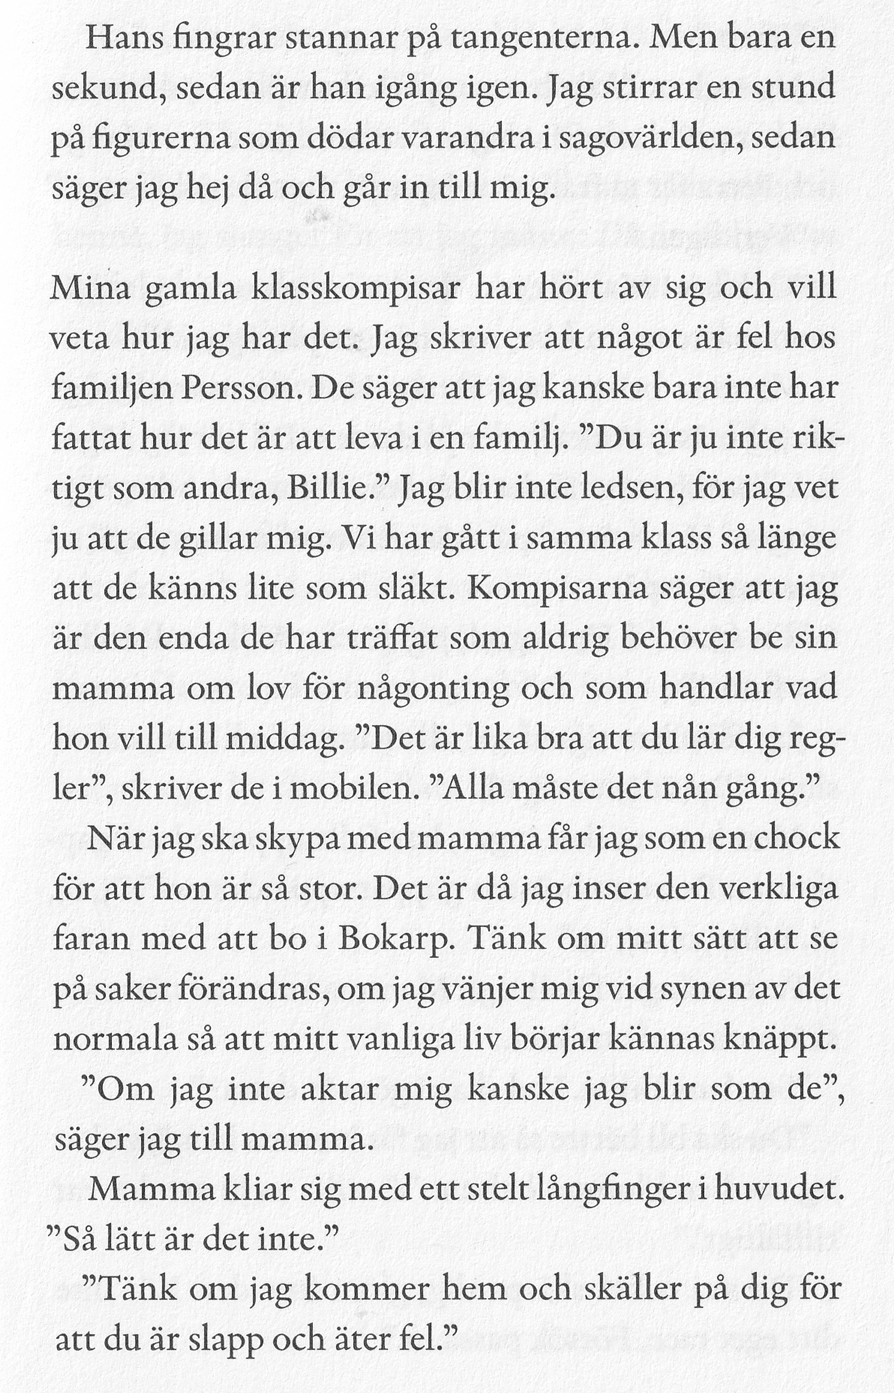 Hans fingrar stannar på tangenterna. Men bara en
sekund, sedan är han igång igen. Jag stirrar en stund
på figurerna som dödar varandra i sagovärlden, sedan
säger jag hej då och går in till mig.
Mina gamla klasskompisar har hört av sig och vill
veta hur jag har det. Jag skriver att något är fel hos
familjen Persson. De säger att jag kanske bara inte har
fattat hur det är att leva i en familj. ”Du är ju inte rik-
tigt som andra, Billie.” Jag blir inte ledsen, för jag vet
ju att de gillar mig. Vi har gått i samma klass så länge
att de känns lite som släkt. Kompisarna säger att jag
är den enda de har träffat som aldrig behöver be sin
mamma om lov för någonting och som handlar vad
hon vill till middag. ”Det är lika bra att du lär dig reg-
ler”, skriver de i mobilen. ”Alla måste det nån gång.”
När jag ska skypa med mamma får jag som en chock
för att hon är så stor. Det är då jag inser den verkliga
faran med att bo i Bokarp. Tänk om mitt sätt att se
på saker förändras, om jag vänjer mig vid synen av det
normala så att mitt vanliga liv börjar kännas knäppt.
”Om jag inte aktar mig kanske jag blir som de”,
säger jag till mamma.
Mamma kliar sig med ett stelt långfinger i huvudet.
”Så lätt är det inte.”
”Tänk om jag kommer hem och skäller på dig för
att du är slapp och äter fel.”